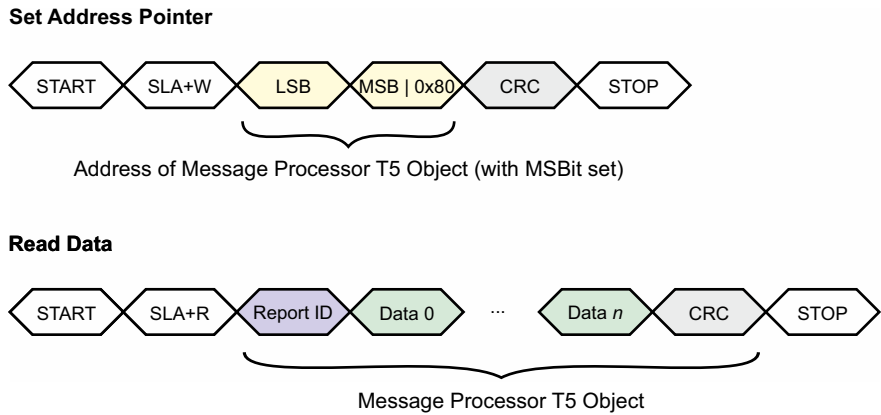 Set Address Pointer
START SLA+W LSB MSB | 0x80 CRC STOP
Address of Message Processor T5 Object (with MSBit set)
Read Data
START SLA+R Report ID Data 0 ... Data n CRC STOP
Message Processor T5 Object